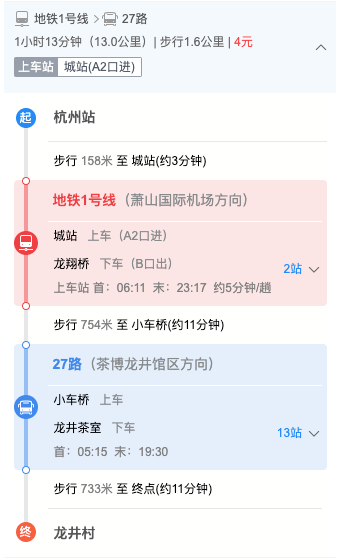 地铁1号线 > 27路
1小时13分钟（13.0公里）| 步行1.6公里 | 4元
上车站 城站(A2口进)
起 杭州站
步行 158米 至 城站(约3分钟)
地铁1号线（萧山国际机场方向）
城站 上车（A2口进）
龙翔桥 下车（B口出） 2站
上车站 首：06:11 末：23:17 约5分钟/趟
步行 754米 至 小车桥(约11分钟)
27路（茶博龙井馆区方向）
小车桥 上车
龙井茶室 下车 13站
首：05:15 末：19:30
步行 733米 至 终点(约11分钟)
终 龙井村